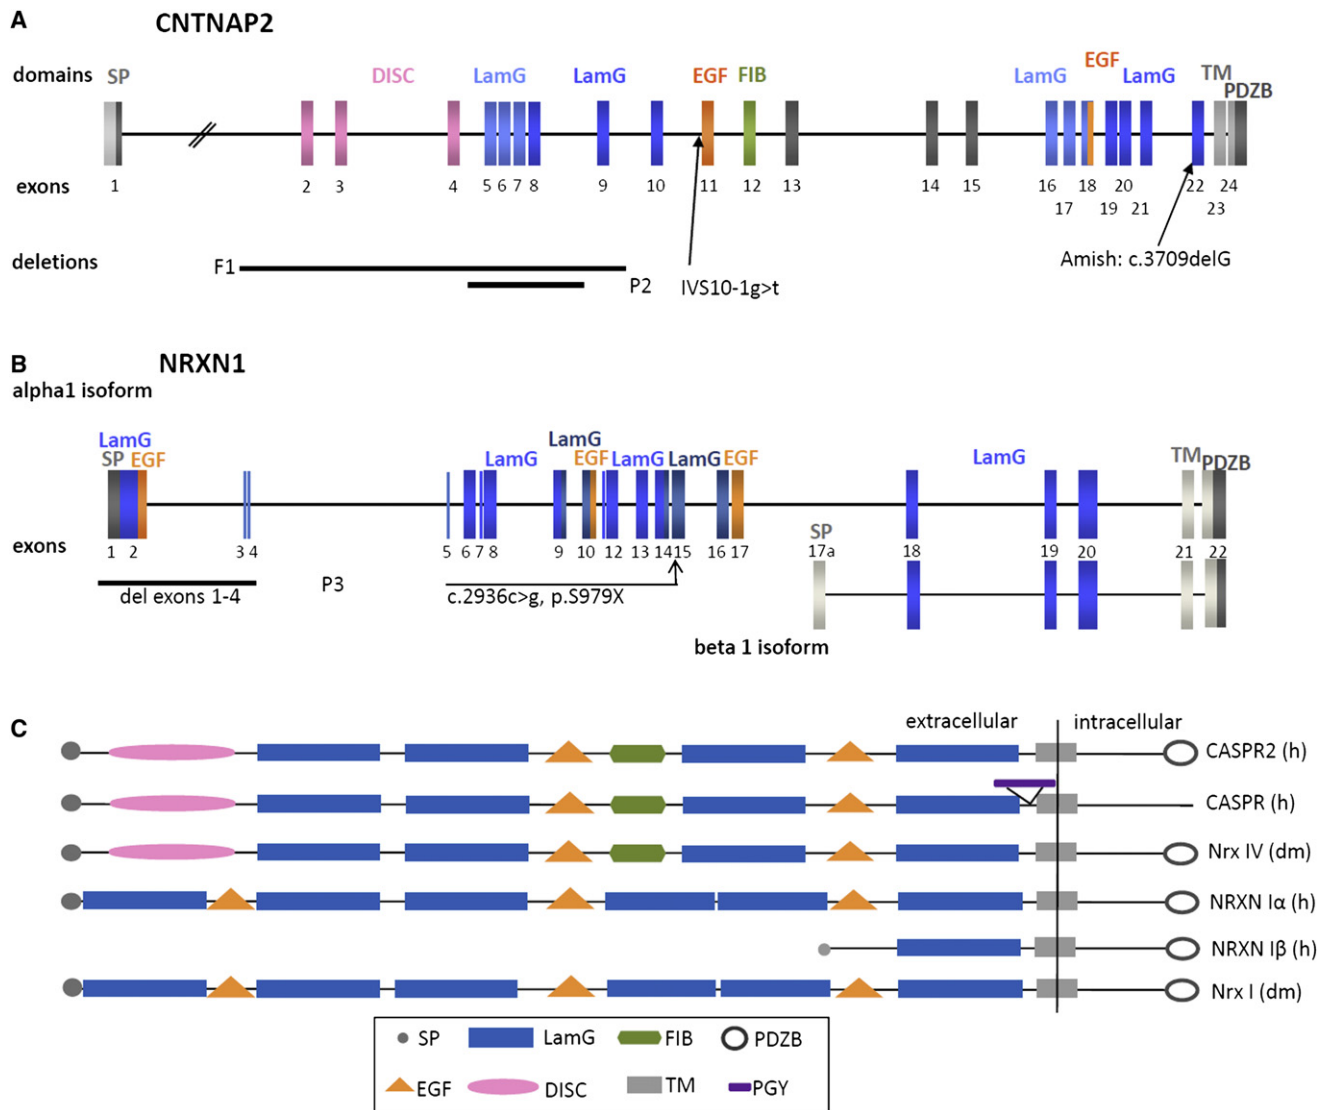 A
CNTNAP2
domains SP DISC LamG LamG EGF FIB LamG EGF LamG TM PDZB
exons 1 2 3 4 5 6 7 8 9 10 11 12 13 14 15 16 17 18 19 20 21 22 23 24
deletions F1 P2 IVS10-1g>t Amish: c.3709delG
B
NRXN1
alpha1 isoform
LamG SP EGF LamG LamG EGF LamG LamG EGF LamG TM PDZB
exons 1 2 3 4 5 6 7 8 9 10 12 13 14 15 16 17 SP 17a 18 19 20 21 22
del exons 1-4 P3 c.2936c>g, p.S979X
beta 1 isoform
C
extracellular intracellular
CASPR2 (h)
CASPR (h)
Nrx IV (dm)
NRXN Iα (h)
NRXN Iβ (h)
Nrx I (dm)
SP LamG FIB PDZB
EGF DISC TM PGY